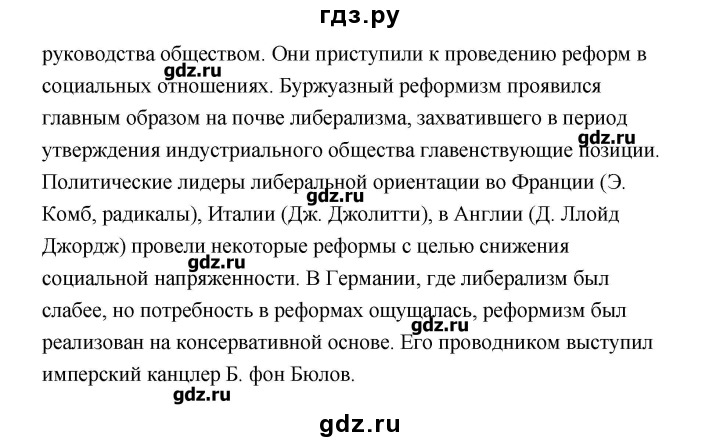 гдз.ру
руководства обществом. Они приступили к проведению реформ в
gdz.ru
социальных отношениях. Буржуазный реформизм проявился
главным образом на почве либерализма, захватившего в период
gdz.ru
утверждения индустриального общества главенствующие позиции.
Политические лидеры либеральной ориентации во Франции (Э.
gdz.ru
Комб, радикалы), Италии (Дж. Джолитти), в Англии (Д. Ллойд
Джордж) провели некоторые реформы с целью снижения
gdz.ru
социальной напряженности. В Германии, где либерализм был
слабее, но потребность в реформах ощущалась, реформизм был
gdz.ru
реализован на консервативной основе. Его проводником выступил
имперский канцлер Б. фон Бюлов.
gdz.ru
gdz.ru